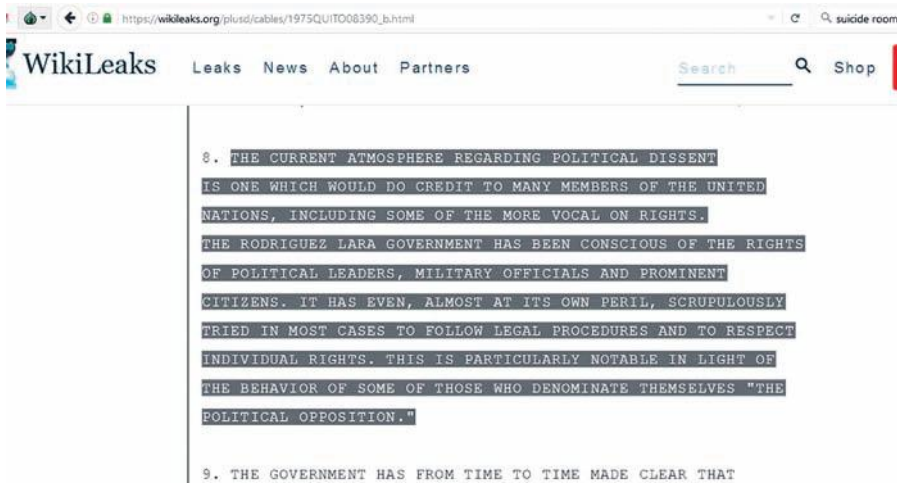 https://wikileaks.org/plusd/cables/1975QUITO08390_b.html
suicide room
WikiLeaks
Leaks News About Partners
Search
Shop
8. THE CURRENT ATMOSPHERE REGARDING POLITICAL DISSENT
IS ONE WHICH WOULD DO CREDIT TO MANY MEMBERS OF THE UNITED
NATIONS, INCLUDING SOME OF THE MORE VOCAL ON RIGHTS.
THE RODRIGUEZ LARA GOVERNMENT HAS BEEN CONSCIOUS OF THE RIGHTS
OF POLITICAL LEADERS, MILITARY OFFICIALS AND PROMINENT
CITIZENS. IT HAS EVEN, ALMOST AT ITS OWN PERIL, SCRUPULOUSLY
TRIED IN MOST CASES TO FOLLOW LEGAL PROCEDURES AND TO RESPECT
INDIVIDUAL RIGHTS. THIS IS PARTICULARLY NOTABLE IN LIGHT OF
THE BEHAVIOR OF SOME OF THOSE WHO DENOMINATE THEMSELVES "THE
POLITICAL OPPOSITION."
9. THE GOVERNMENT HAS FROM TIME TO TIME MADE CLEAR THAT